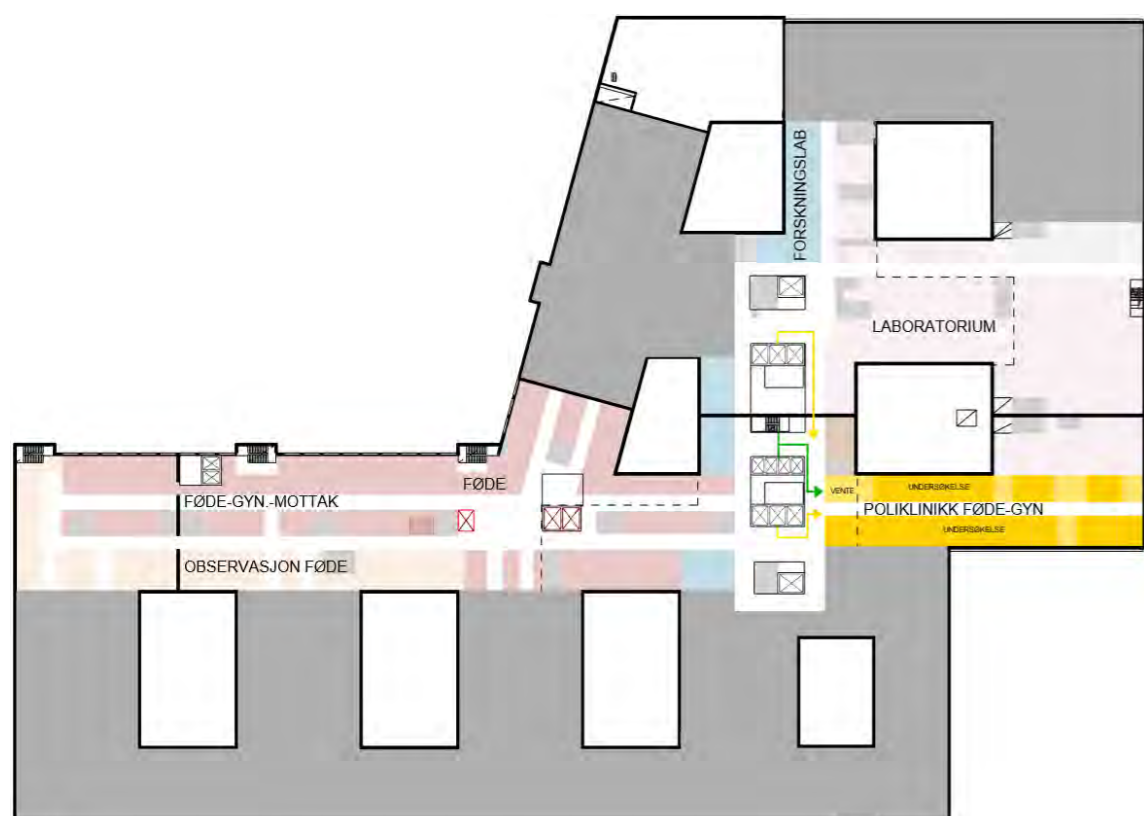 FORSKNINGSLAB
LABORATORIUM
FØDE
FØDE-GYN.-MOTTAK
VENTE
UNDERSØKELSE
POLIKLINIKK FØDE-GYN
UNDERSØKELSE
OBSERVASJON FØDE